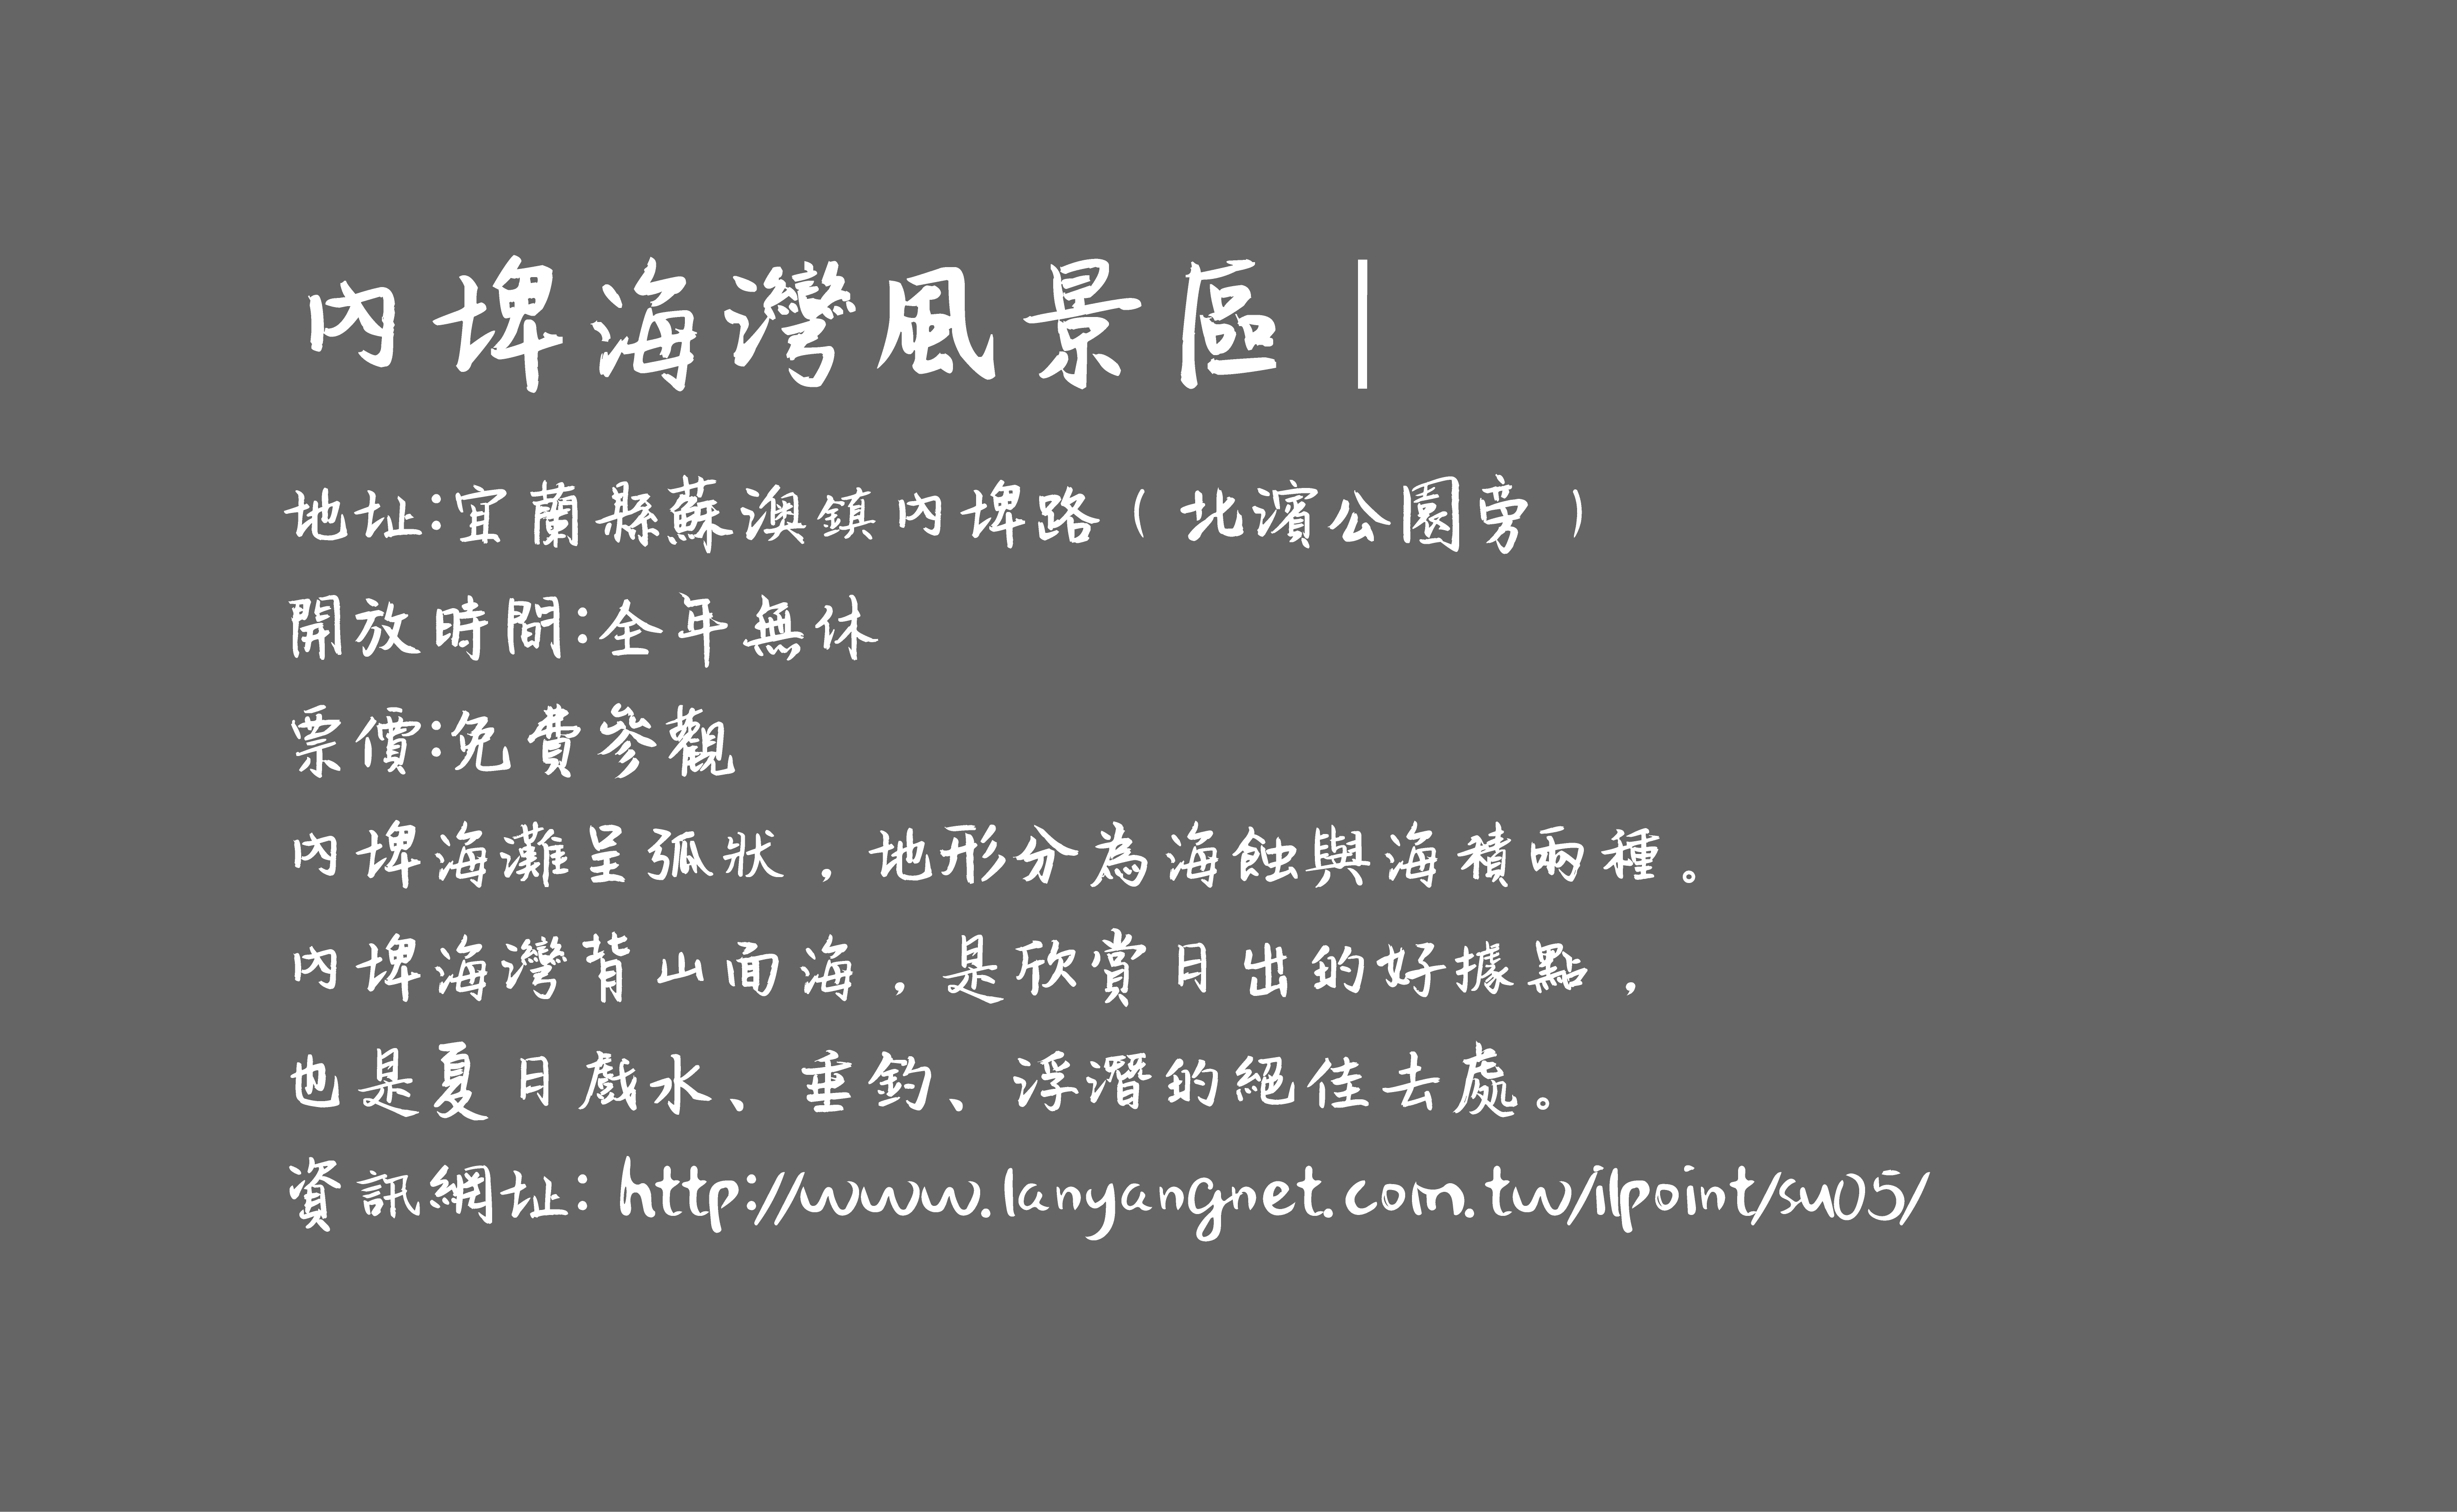 內埤海灣風景區｜
地址:宜蘭縣蘇澳鎮內埤路（北濱公園旁）
開放時間:全年無休
票價:免費參觀
內埤海灘呈弧狀，地形分為海蝕與海積兩種。
內埤海灣背山面海，是欣賞日出的好據點，
也是夏日戲水、垂釣、浮潛的絕佳去處。
資訊網址: http://www.lanyangnet.com.tw/ilpoint/sw05/